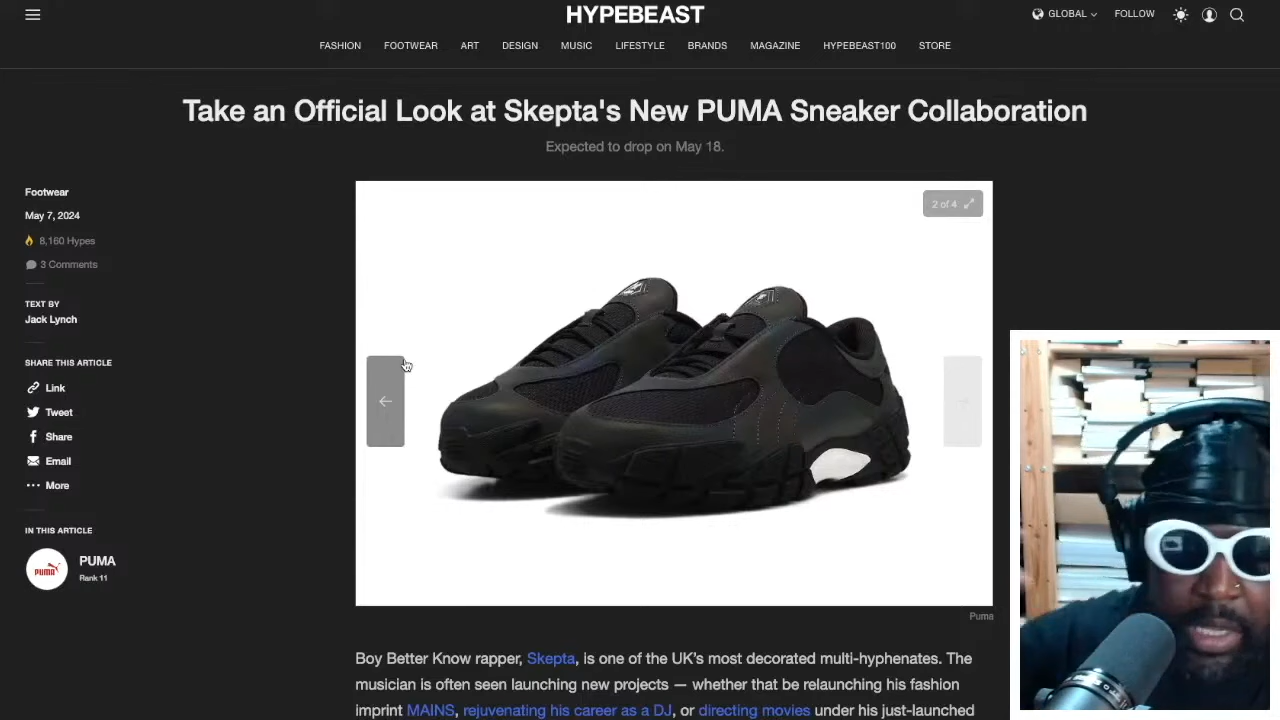 HYPEBEAST
GLOBAL
FOLLOW
FASHION FOOTWEAR ART DESIGN MUSIC LIFESTYLE BRANDS MAGAZINE HYPEBEAST100 STORE
Take an Official Look at Skepta's New PUMA Sneaker Collaboration
Expected to drop on May 18.
Footwear
May 7, 2024
8,160 Hypes
3 Comments
TEXT BY
Jack Lynch
SHARE THIS ARTICLE
Link
Tweet
Share
Email
More
IN THIS ARTICLE
PUMA
PUMA
Rank 11
2 of 4
Puma
Boy Better Know rapper, Skepta, is one of the UK's most decorated multi-hyphenates. The
musician is often seen launching new projects — whether that be relaunching his fashion
imprint MAINS, rejuvenating his career as a DJ, or directing movies under his just-launched